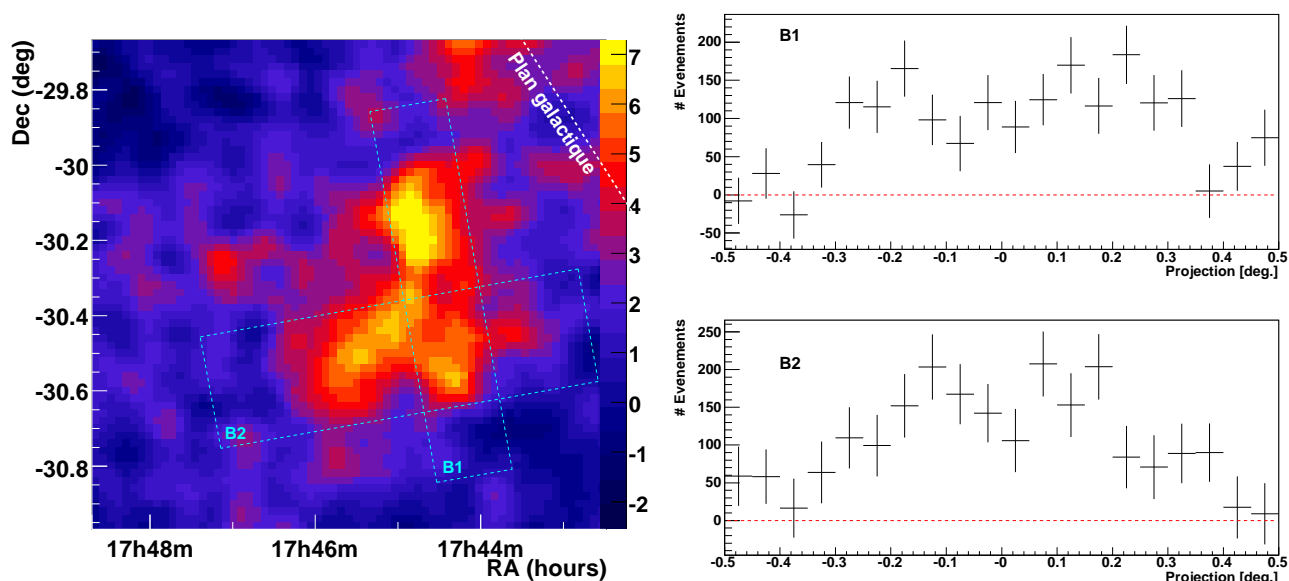 Dec (deg)
-29.8
-30
-30.2
-30.4
-30.6
-30.8
17h48m
17h46m
17h44m
RA (hours)
Plan galactique
B2
B1
7
6
5
4
3
2
1
0
-1
-2
B1
# Evenements
200
150
100
50
0
-50
-0.5 -0.4 -0.3 -0.2 -0.1 -0 0.1 0.2 0.3 0.4 0.5
Projection [deg.]
B2
# Evenements
250
200
150
100
50
0
-0.5 -0.4 -0.3 -0.2 -0.1 -0 0.1 0.2 0.3 0.4 0.5
Projection [deg.]